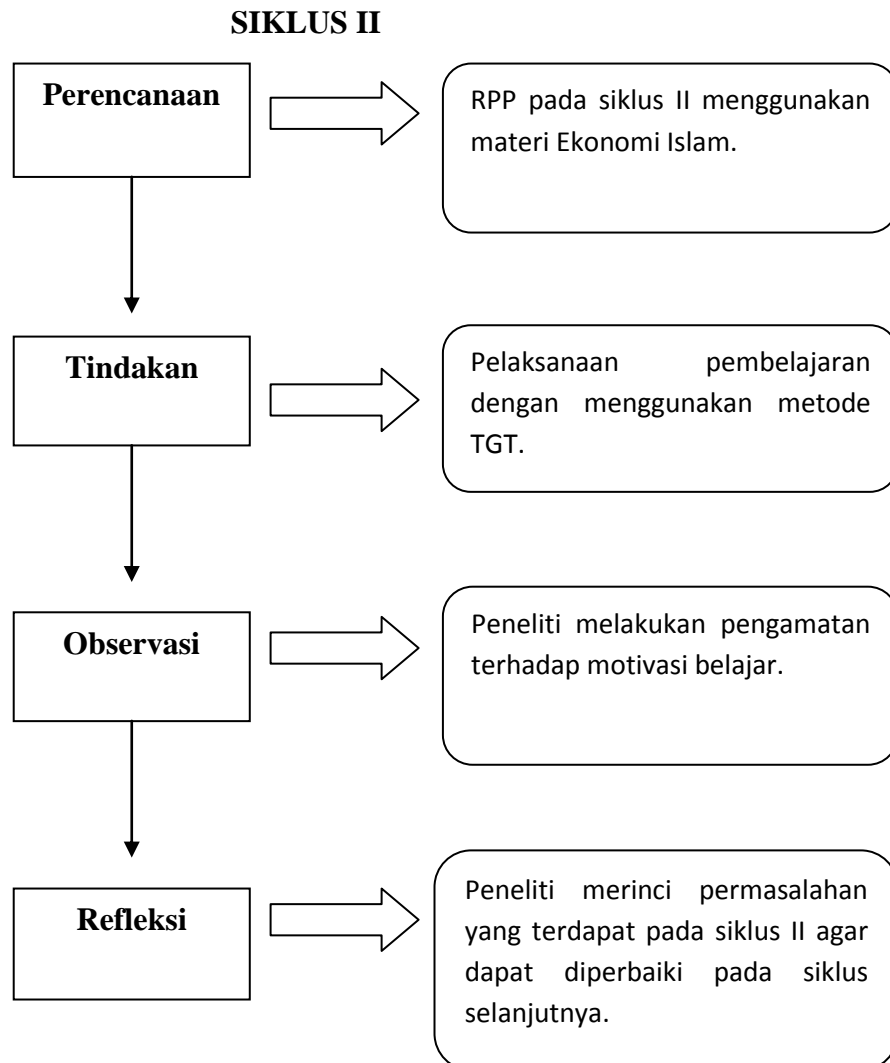 SIKLUS II
Perencanaan
RPP pada siklus II menggunakan
materi Ekonomi Islam.
Tindakan
Pelaksanaan pembelajaran
dengan menggunakan metode
TGT.
Observasi
Peneliti melakukan pengamatan
terhadap motivasi belajar.
Refleksi
Peneliti merinci permasalahan
yang terdapat pada siklus II agar
dapat diperbaiki pada siklus
selanjutnya.